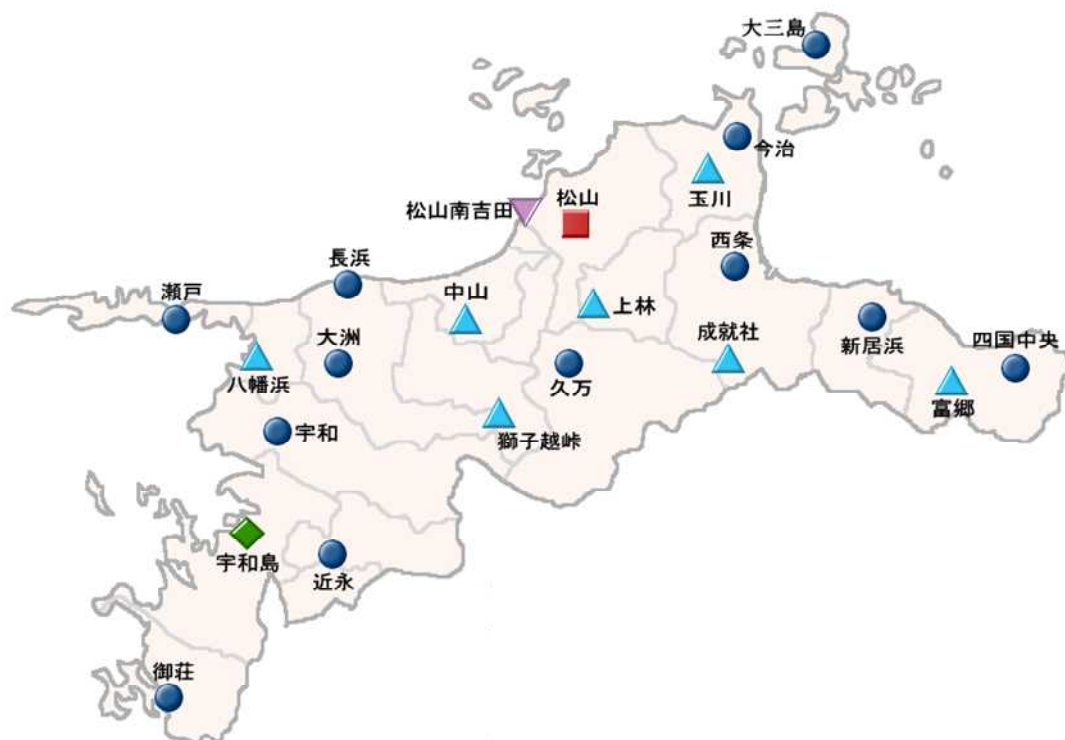 大三島
今治
玉川
松山
松山南吉田
西条
長浜
瀬戸
中山
上林
大洲
成就社
新居浜
四国中央
八幡浜
久万
富郷
宇和
獅子越峠
宇和島
近永
御荘